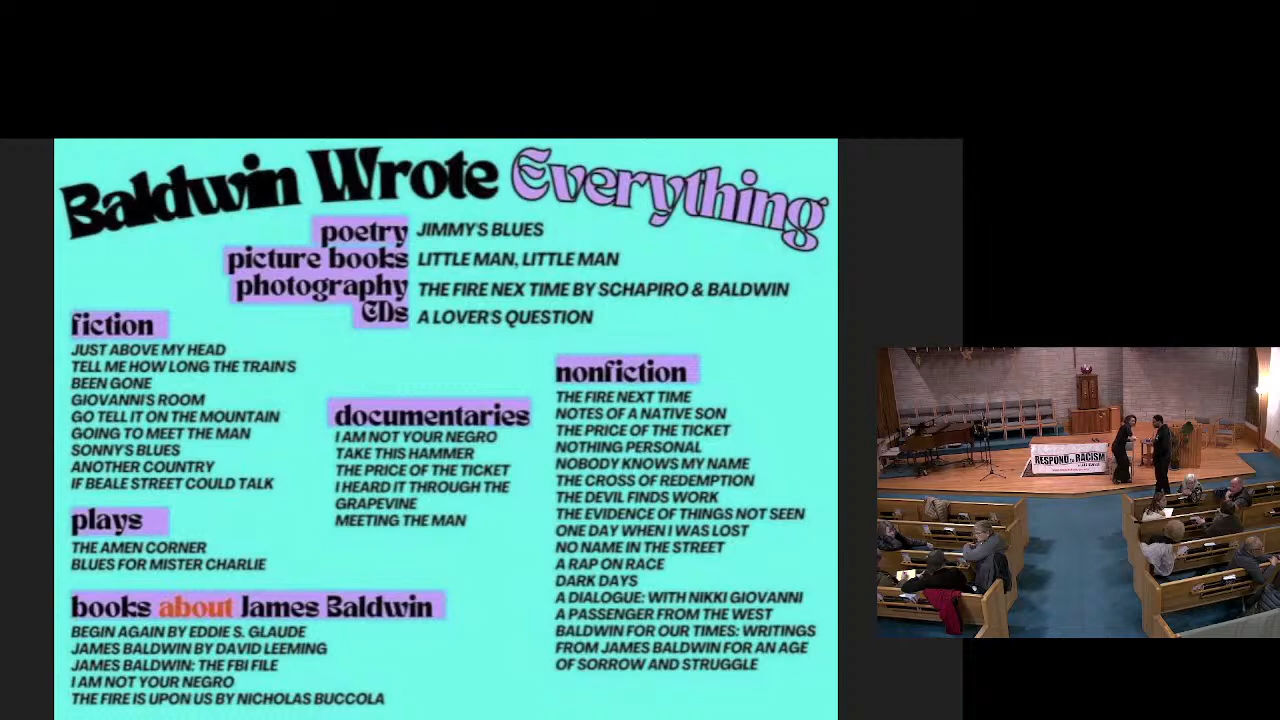 Baldwin Wrote Everything
poetry JIMMY'S BLUES
picture books LITTLE MAN, LITTLE MAN
photography THE FIRE NEX TIME BY SCHAPIRO & BALDWIN
CDs A LOVER'S QUESTION
fiction
JUST ABOVE MY HEAD
TELL ME HOW LONG THE TRAIN'S
BEEN GONE
GIOVANNI'S ROOM
GO TELL IT ON THE MOUNTAIN
GOING TO MEET THE MAN
SONNY'S BLUES
ANOTHER COUNTRY
IF BEALE STREET COULD TALK
plays
THE AMEN CORNER
BLUES FOR MISTER CHARLIE
documentaries
I AM NOT YOUR NEGRO
TAKE THIS HAMMER
THE PRICE OF THE TICKET
I HEARD IT THROUGH THE
GRAPEVINE
MEETING THE MAN
nonfiction
THE FIRE NEXT TIME
NOTES OF A NATIVE SON
THE PRICE OF THE TICKET
NOTHING PERSONAL
NOBODY KNOWS MY NAME
THE CROSS OF REDEMPTION
THE DEVIL FINDS WORK
THE EVIDENCE OF THINGS NOT SEEN
ONE DAY WHEN I WAS LOST
NO NAME IN THE STREET
A RAP ON RACE
DARK DAYS
A DIALOGUE: WITH NIKKI GIOVANNI
A PASSENGER FROM THE WEST
BALDWIN FOR OUR TIMES: WRITINGS
FROM JAMES BALDWIN FOR AN AGE
OF SORROW AND STRUGGLE
books about James Baldwin
BEGIN AGAIN BY EDDIE S. GLAUDE
JAMES BALDWIN BY DAVID LEEMING
JAMES BALDWIN: THE FBI FILE
I AM NOT YOUR NEGRO
THE FIRE IS UPON US BY NICHOLAS BUCCOLA
RESPOND TO RACISM